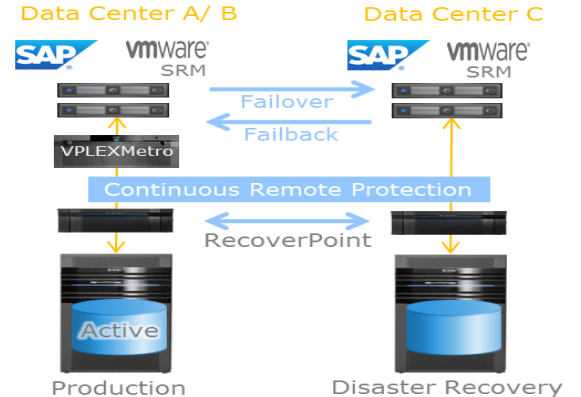 Data Center A/ B
Data Center C
SAP
vmware
SRM
SAP
vmware
SRM
Failover
Failback
VPLEXMetro
Continuous Remote Protection
RecoverPoint
Active
Production
Disaster Recovery